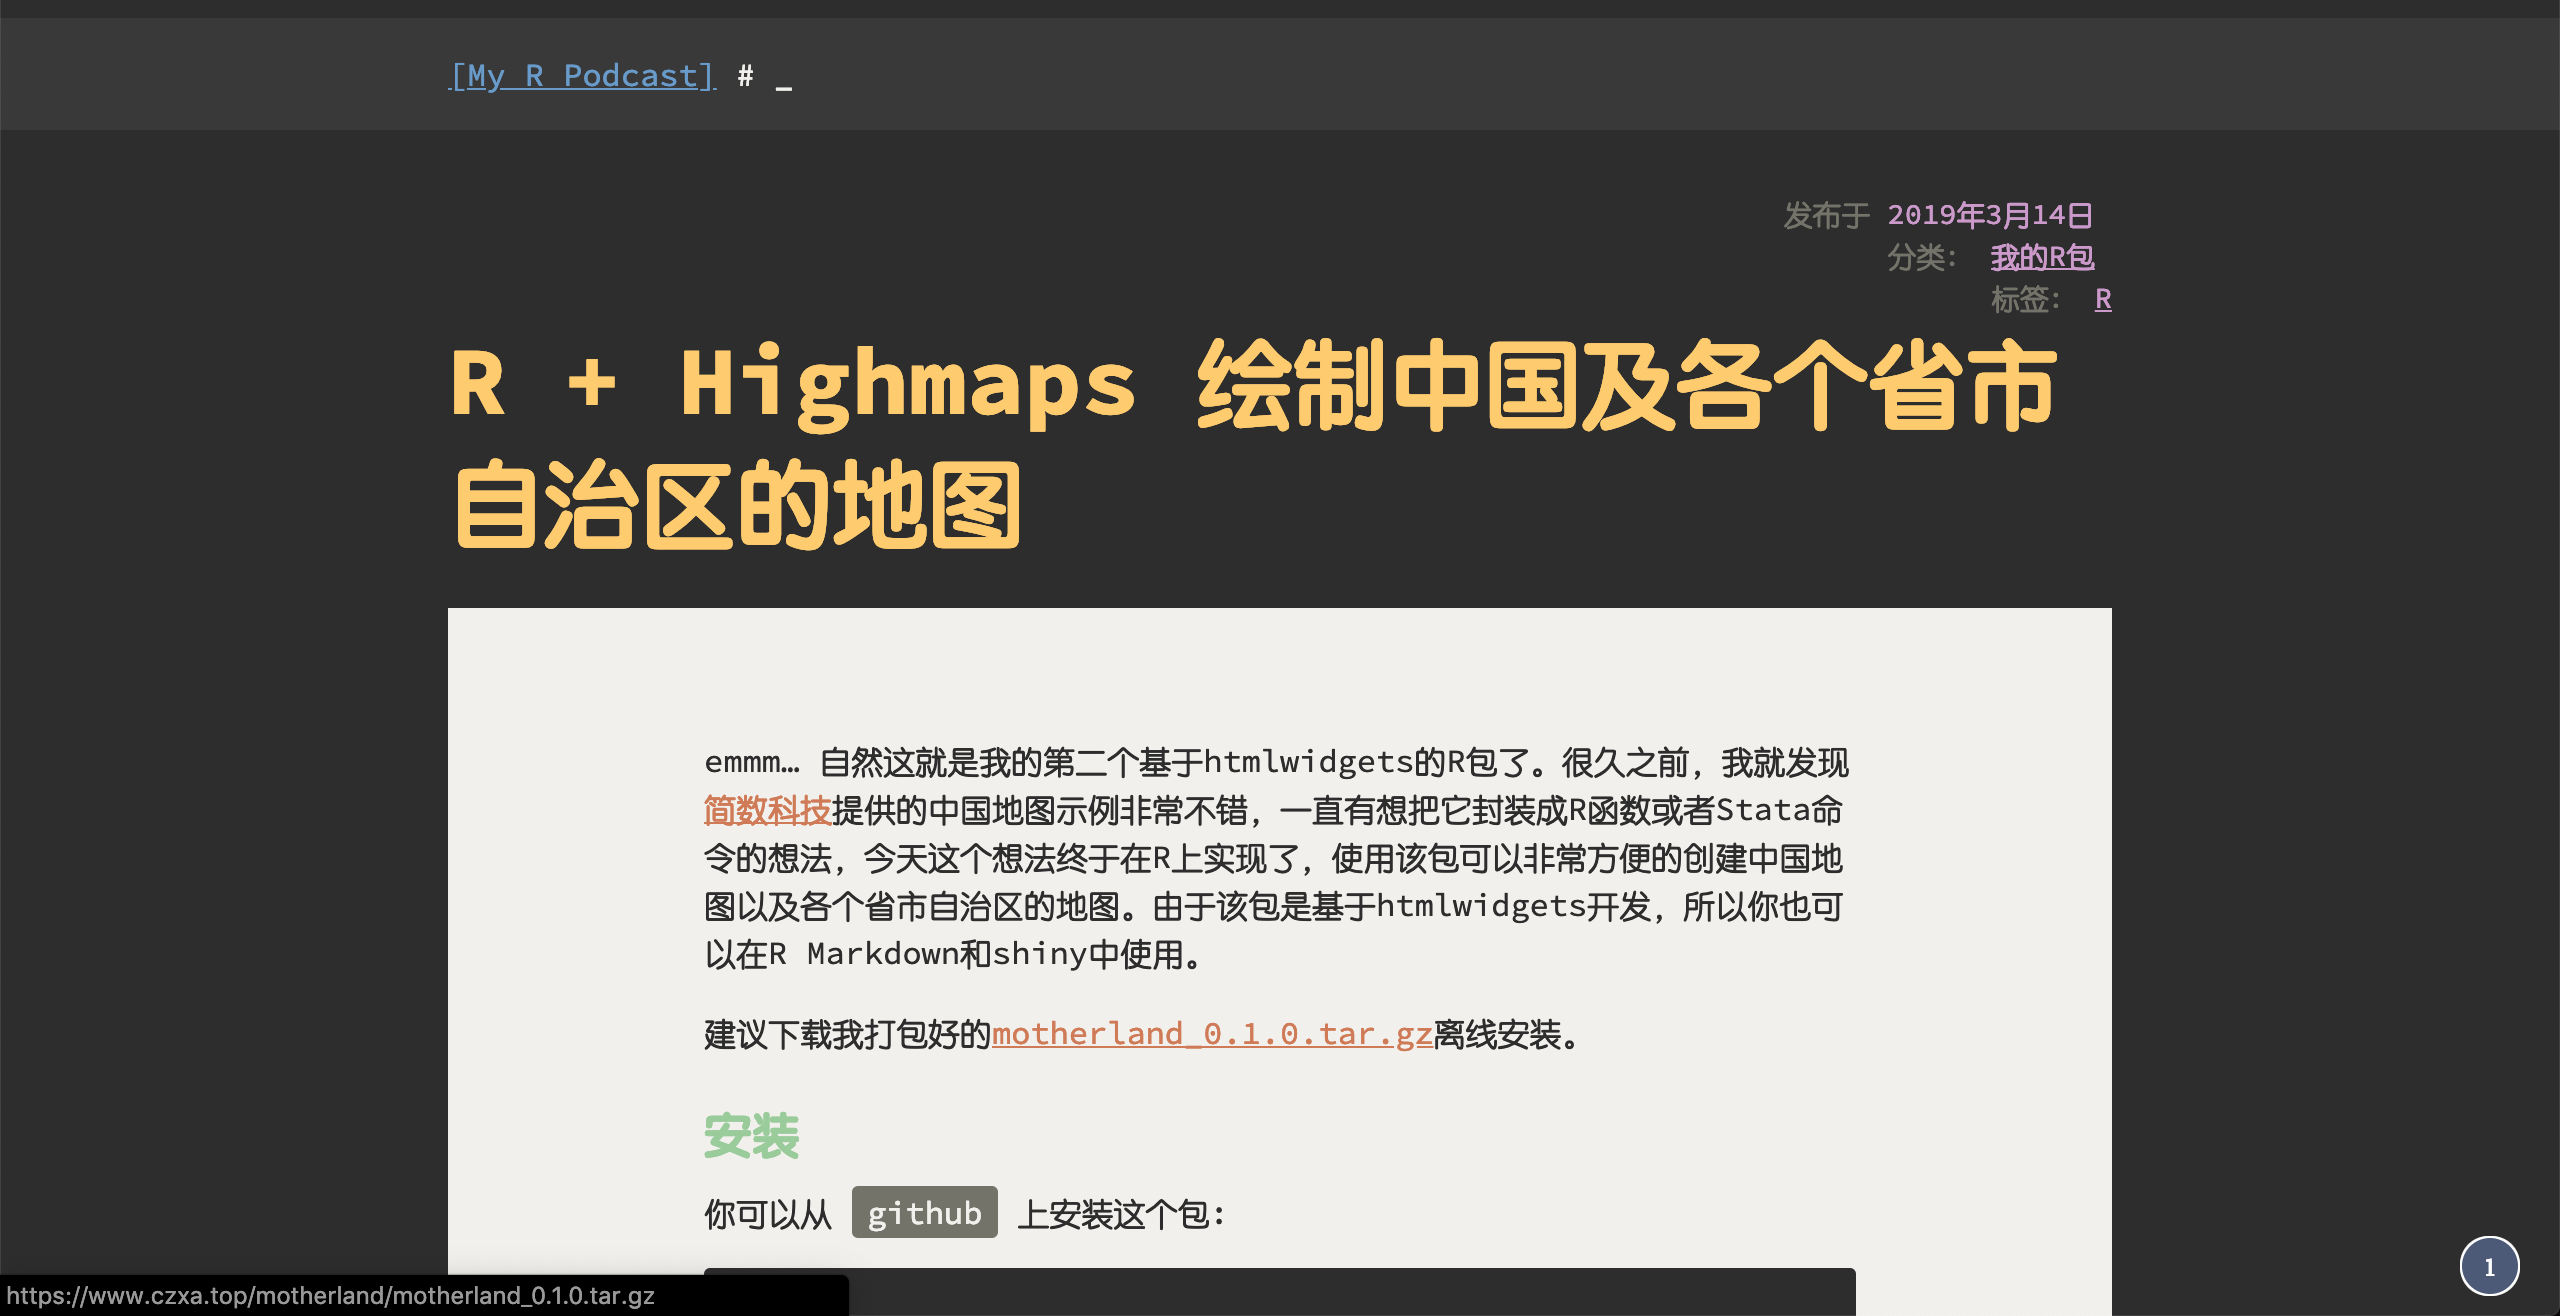 [My R Podcast] # _
发布于 2019年3月14日
分类： 我的R包
标签： R
R + Highmaps 绘制中国及各个省市
自治区的地图
emmm… 自然这就是我的第二个基于htmlwidgets的R包了。很久之前，我就发现
简数科技提供的中国地图示例非常不错，一直有想把它封装成R函数或者Stata命
令的想法，今天这个想法终于在R上实现了，使用该包可以非常方便的创建中国地
图以及各个省市自治区的地图。由于该包是基于htmlwidgets开发，所以你也可
以在R Markdown和shiny中使用。
建议下载我打包好的motherland_0.1.0.tar.gz离线安装。
安装
你可以从 github 上安装这个包：
1
https://www.czxa.top/motherland/motherland_0.1.0.tar.gz